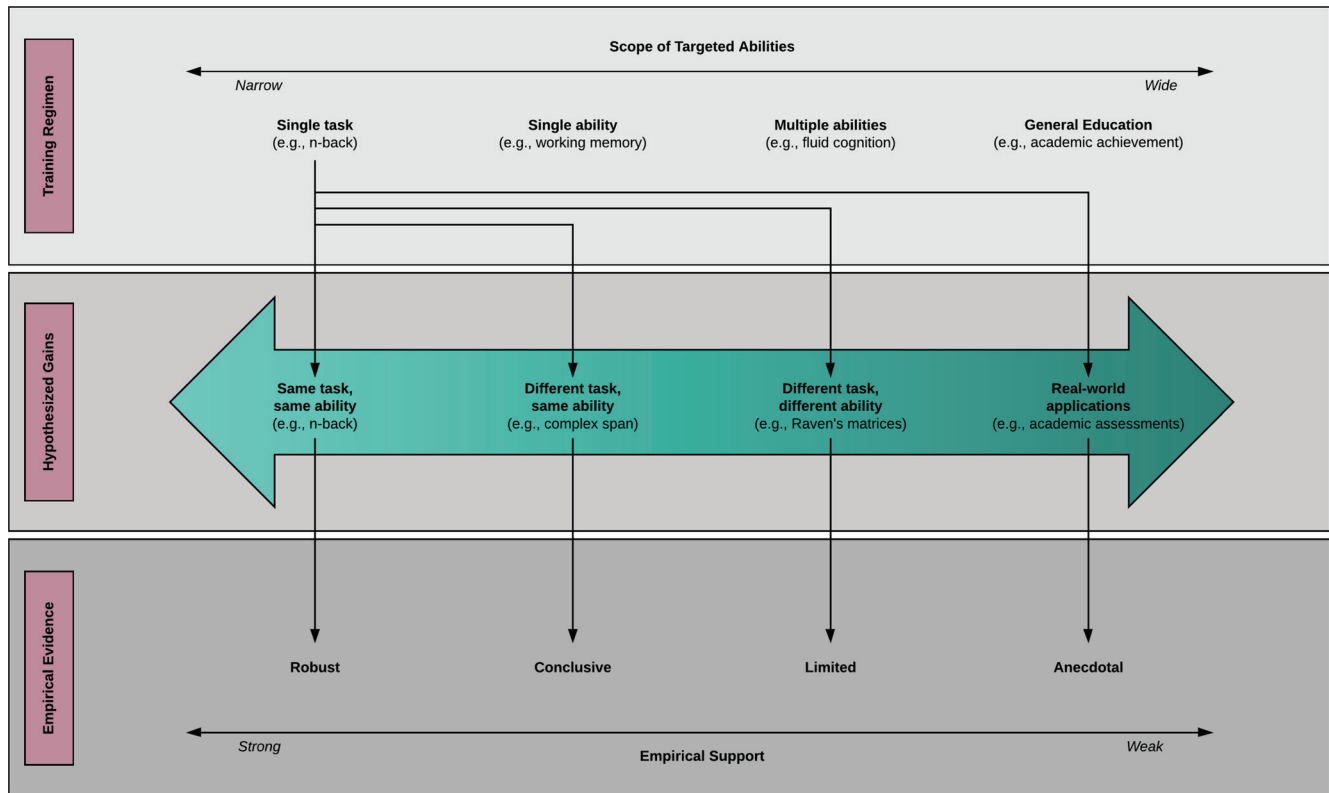 Training Regimen
Scope of Targeted Abilities
Narrow
Wide
Single task
(e.g., n-back)
Single ability
(e.g., working memory)
Multiple abilities
(e.g., fluid cognition)
General Education
(e.g., academic achievement)
Hypothesized Gains
Same task,
same ability
(e.g., n-back)
Different task,
same ability
(e.g., complex span)
Different task,
different ability
(e.g., Raven's matrices)
Real-world
applications
(e.g., academic assessments)
Empirical Evidence
Robust
Conclusive
Limited
Anecdotal
Strong
Weak
Empirical Support